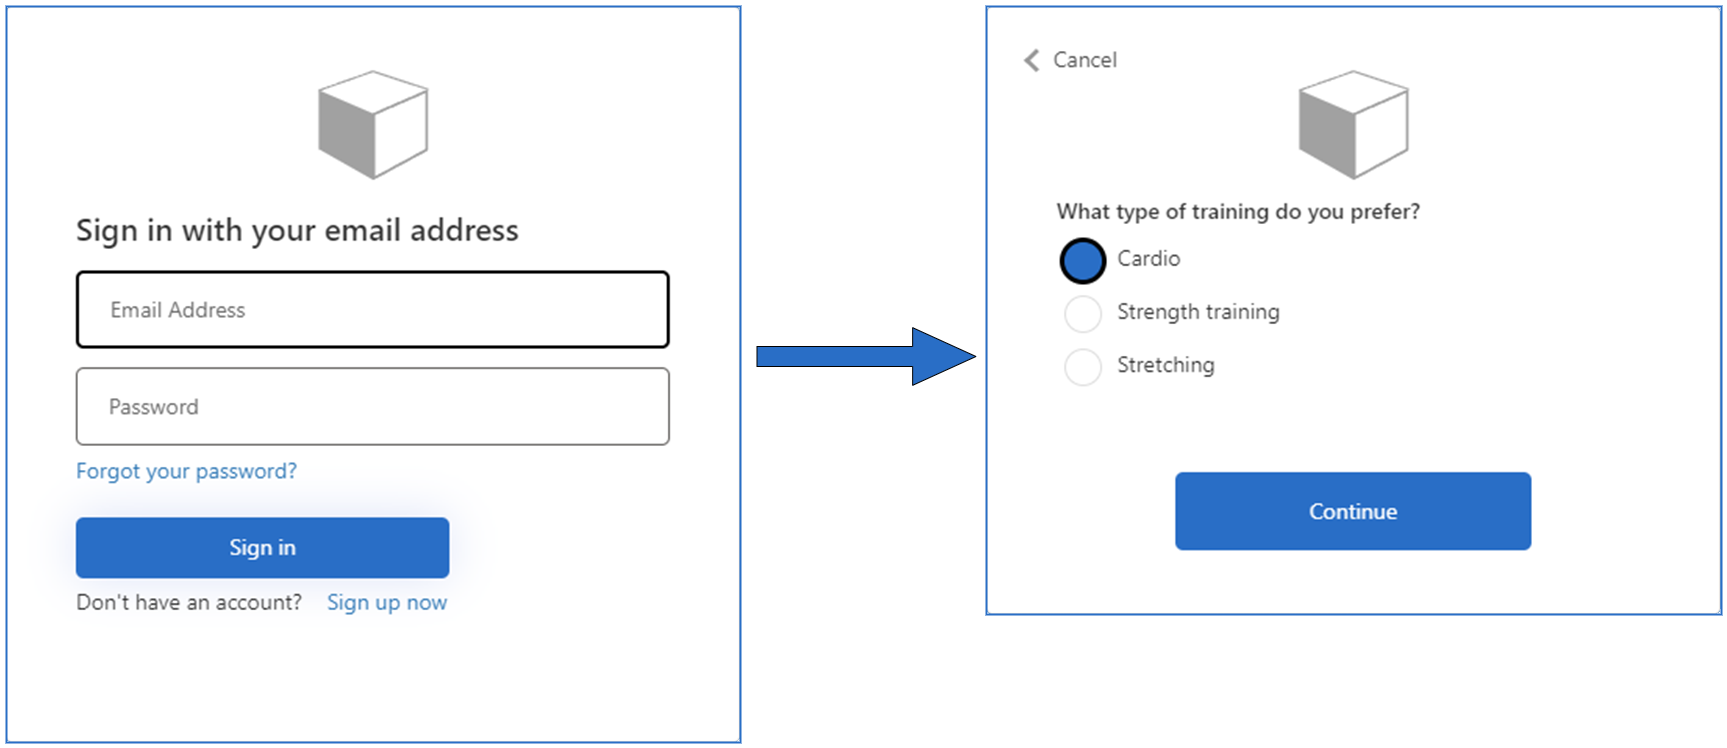 Sign in with your email address
Email Address
Password
Forgot your password?
Sign in
Don't have an account? Sign up now
Cancel
What type of training do you prefer?
Cardio
Strength training
Stretching
Continue